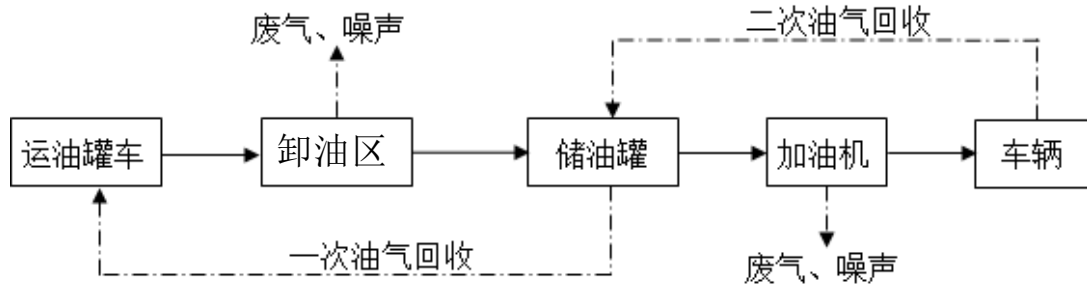 废气、噪声
二次油气回收
运油罐车
卸油区
储油罐
加油机
车辆
一次油气回收
废气、噪声